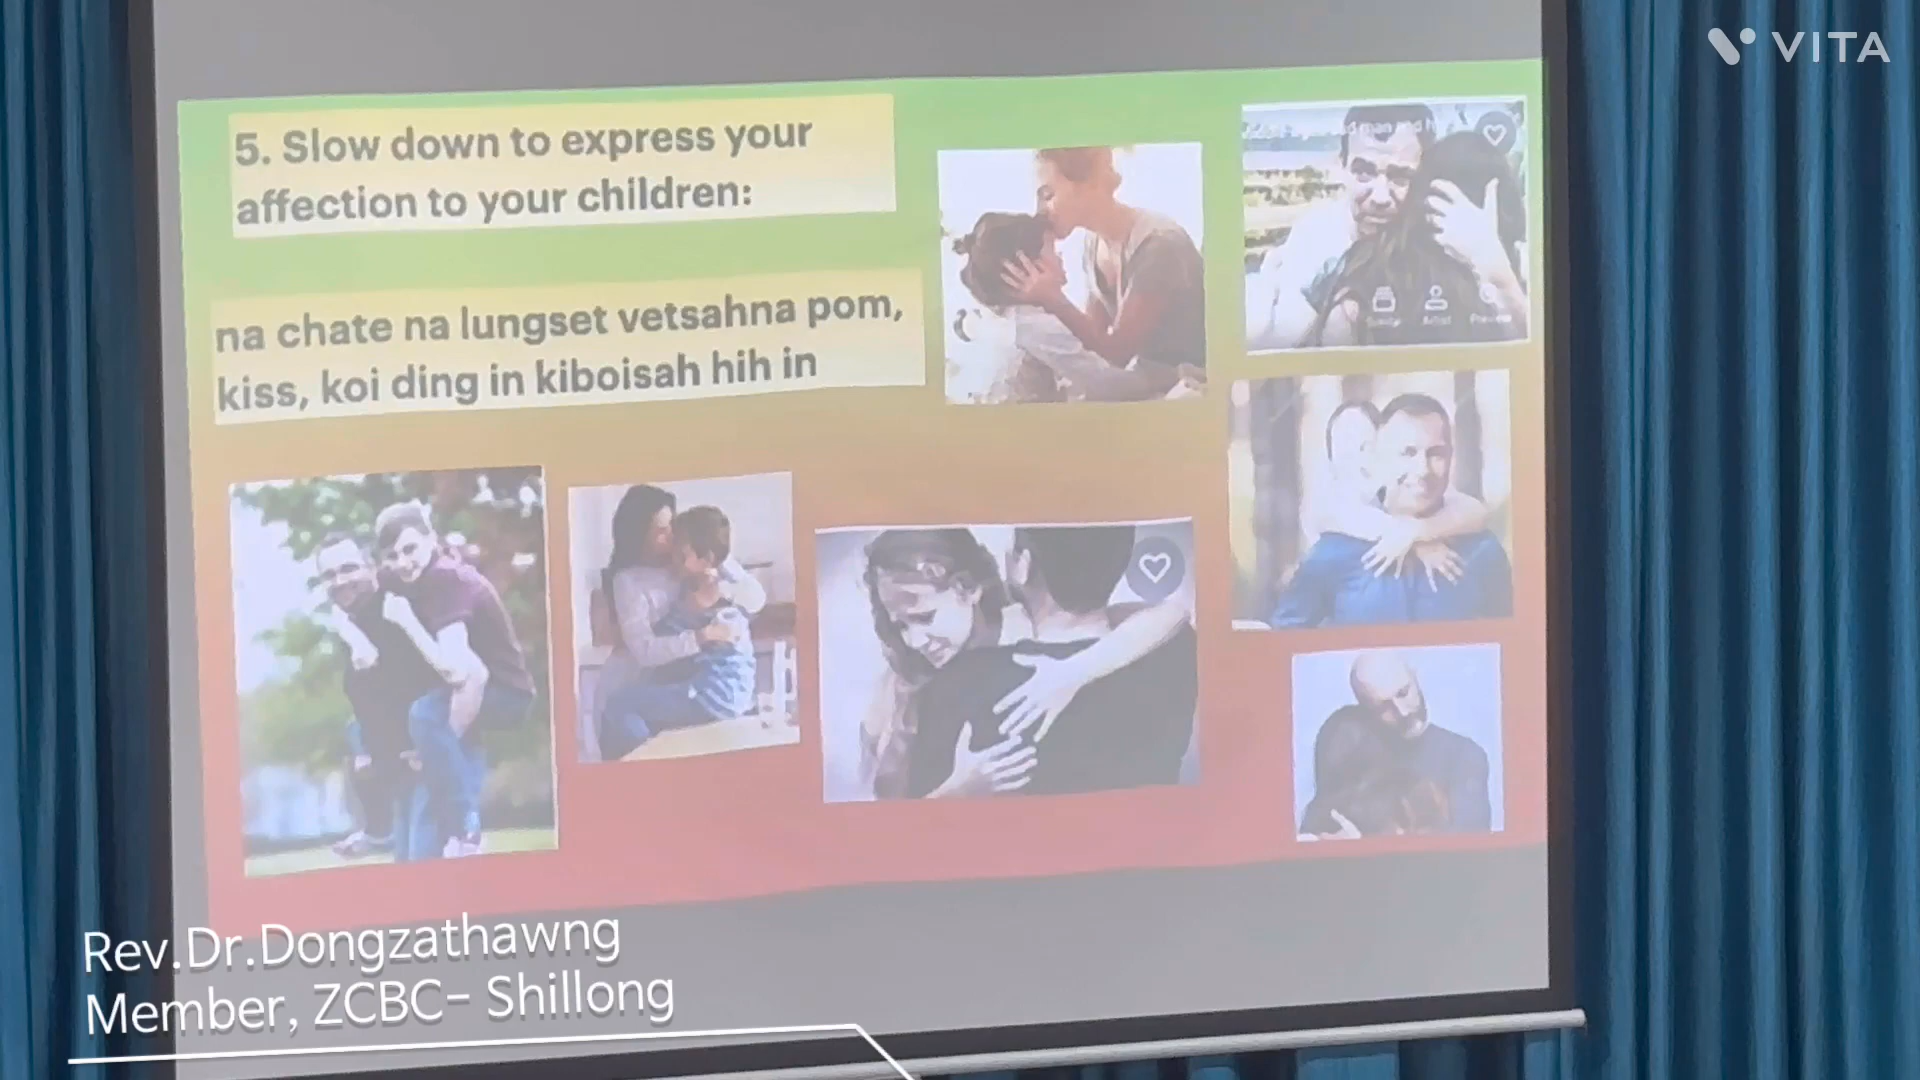 VITA
5. Slow down to express your
affection to your children:
na chate na lungset vetsahna pom,
kiss, koi ding in kiboisah hih in
Rev.Dr.Dongzathawng
Member, ZCBC- Shillong